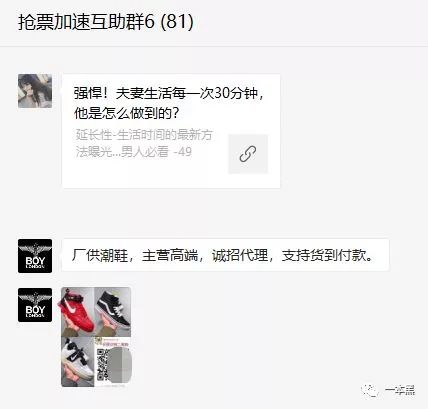 抢票加速互助群6 (81)
强悍！夫妻生活每一次30分钟，
他是怎么做到的？
延长性-生活时间的最新方
法曝光...男人必看 -49
BOY
LONDON
厂供潮鞋，主营高端，诚招代理，支持货到付款。
BOY
LONDON
一本黑